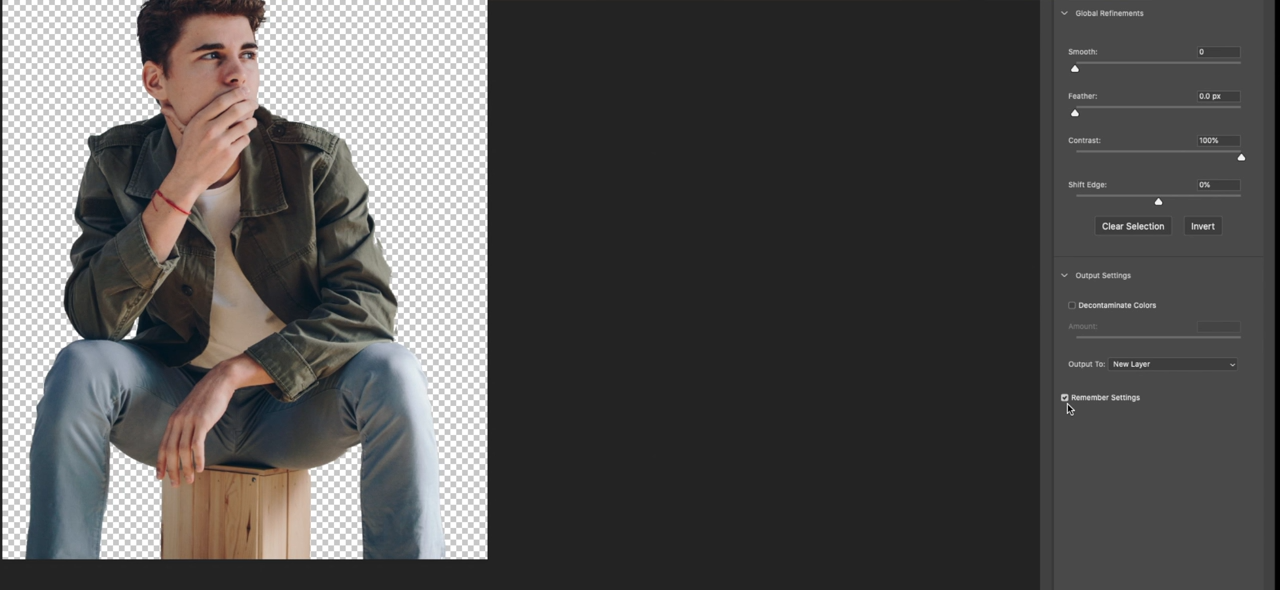 Global Refinements
Smooth: 0
Feather: 0.0 px
Contrast: 100%
Shift Edge: 0%
Clear Selection Invert
Output Settings
Decontaminate Colors
Amount:
Output To: New Layer
Remember Settings